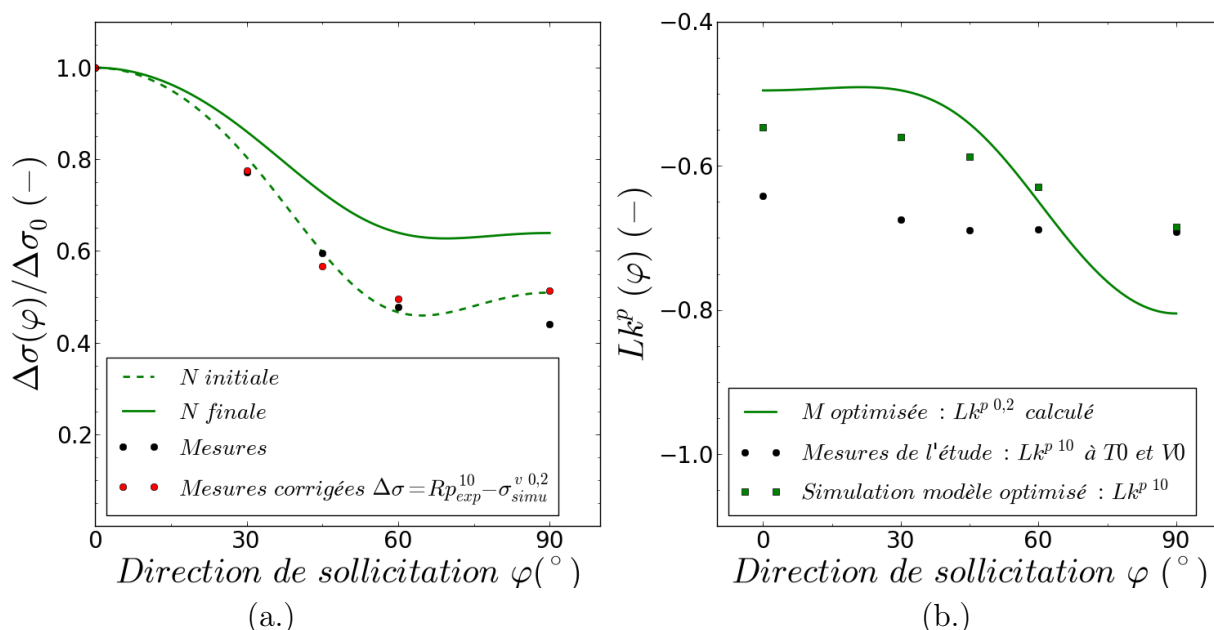 1.0
0.8
0.6
0.4
0.2
0
30
60
90
Δσ(φ)/Δσ₀ (−)
Direction de sollicitation φ(°)
N initiale
N finale
Mesures
Mesures corrigées Δσ=Rp¹⁰exp−σᵛ ⁰,²simu
(a.)
−0.4
−0.6
−0.8
−1.0
0
30
45
60
90
Lkᵖ (φ) (−)
Direction de sollicitation φ (°)
M optimisée : Lkᵖ ⁰,² calculé
Mesures de l'étude : Lkᵖ ¹⁰ à T0 et V0
Simulation modèle optimisé : Lkᵖ ¹⁰
(b.)